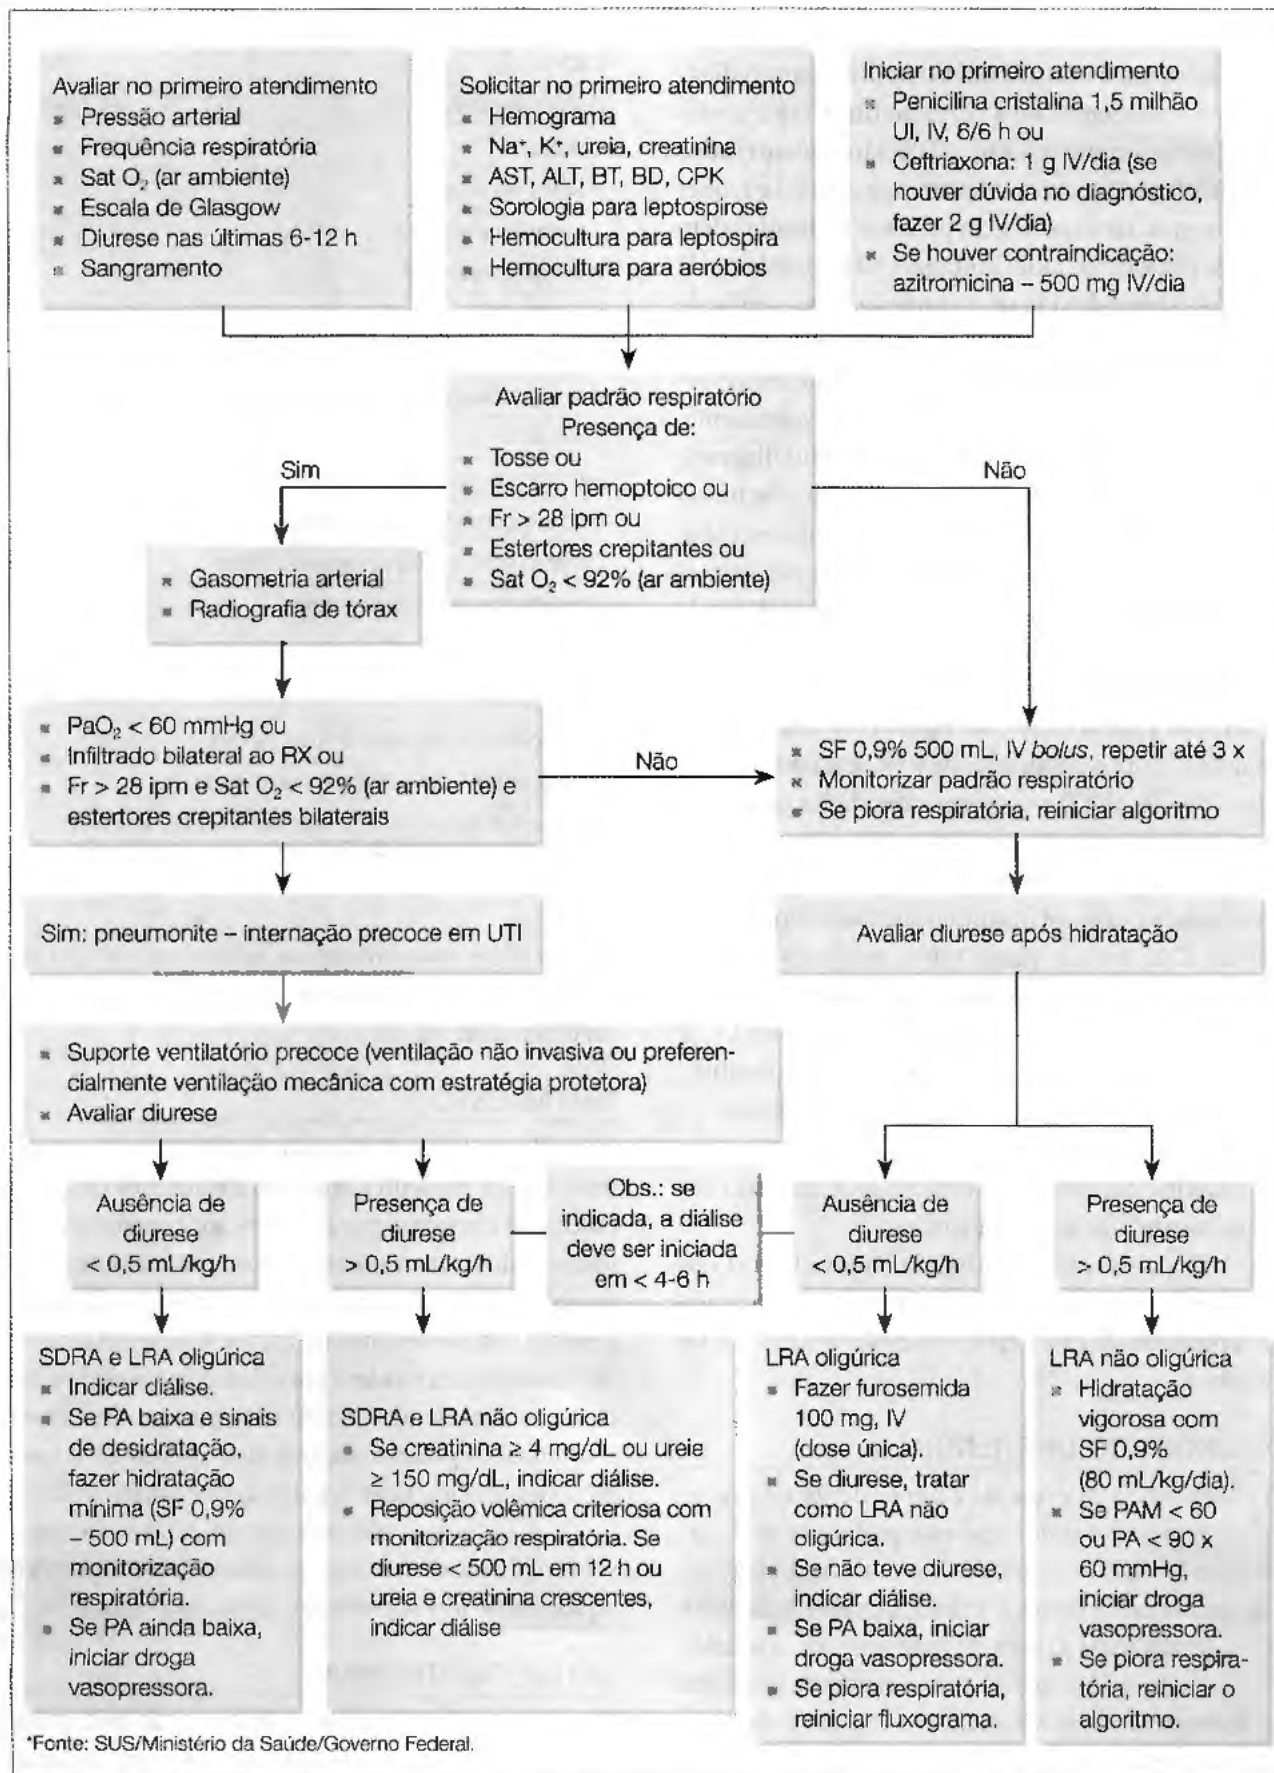 Avaliar no primeiro atendimento
Pressão arterial
Frequência respiratória
Sat O₂ (ar ambiente)
Escala de Glasgow
Diurese nas últimas 6-12 h
Sangramento
Solicitar no primeiro atendimento
Hemograma
Na⁺, K⁺, ureia, creatinina
AST, ALT, BT, BD, CPK
Sorologia para leptospirose
Hemocultura para leptospira
Hemocultura para aeróbios
Iniciar no primeiro atendimento
Penicilina cristalina 1,5 milhão
UI, IV, 6/6 h ou
Ceftriaxona: 1 g IV/dia (se
houver dúvida no diagnóstico,
fazer 2 g IV/dia)
Se houver contraindicação:
azitromicina – 500 mg IV/dia
Avaliar padrão respiratório
Presença de:
Tosse ou
Escarro hemoptoico ou
Fr > 28 ipm ou
Estertores crepitantes ou
Sat O₂ < 92% (ar ambiente)
Sim
Não
Gasometria arterial
Radiografia de tórax
PaO₂ < 60 mmHg ou
Infiltrado bilateral ao RX ou
Fr > 28 ipm e Sat O₂ < 92% (ar ambiente) e
estertores crepitantes bilaterais
Não
SF 0,9% 500 mL, IV bolus, repetir até 3 x
Monitorizar padrão respiratório
Se piora respiratória, reiniciar algoritmo
Sim: pneumonite – internação precoce em UTI
Avaliar diurese após hidratação
Suporte ventilatório precoce (ventilação não invasiva ou preferen-
cialmente ventilação mecânica com estratégia protetora)
Avaliar diurese
Ausência de
diurese
< 0,5 mL/kg/h
Presença de
diurese
> 0,5 mL/kg/h
Obs.: se
indicada, a diálise
deve ser iniciada
em < 4-6 h
Ausência de
diurese
< 0,5 mL/kg/h
Presença de
diurese
> 0,5 mL/kg/h
SDRA e LRA oligúrica
Indicar diálise.
Se PA baixa e sinais
de desidratação,
fazer hidratação
mínima (SF 0,9%
– 500 mL) com
monitorização
respiratória.
Se PA ainda baixa,
iniciar droga
vasopressora.
SDRA e LRA não oligúrica
Se creatinina ≥ 4 mg/dL ou ureie
≥ 150 mg/dL, indicar diálise.
Reposição volêmica criteriosa com
monitorização respiratória. Se
diurese < 500 mL em 12 h ou
ureia e creatinina crescentes,
indicar diálise
LRA oligúrica
Fazer furosemida
100 mg, IV
(dose única).
Se diurese, tratar
como LRA não
oligúrica.
Se não teve diurese,
indicar diálise.
Se PA baixa, iniciar
droga vasopressora.
Se piora respiratória,
reiniciar fluxograma.
LRA não oligúrica
Hidratação
vigorosa com
SF 0,9%
(80 mL/kg/dia).
Se PAM < 60
ou PA < 90 x
60 mmHg,
iniciar droga
vasopressora.
Se piora respira-
tória, reiniciar o
algoritmo.
*Fonte: SUS/Ministério da Saúde/Governo Federal.